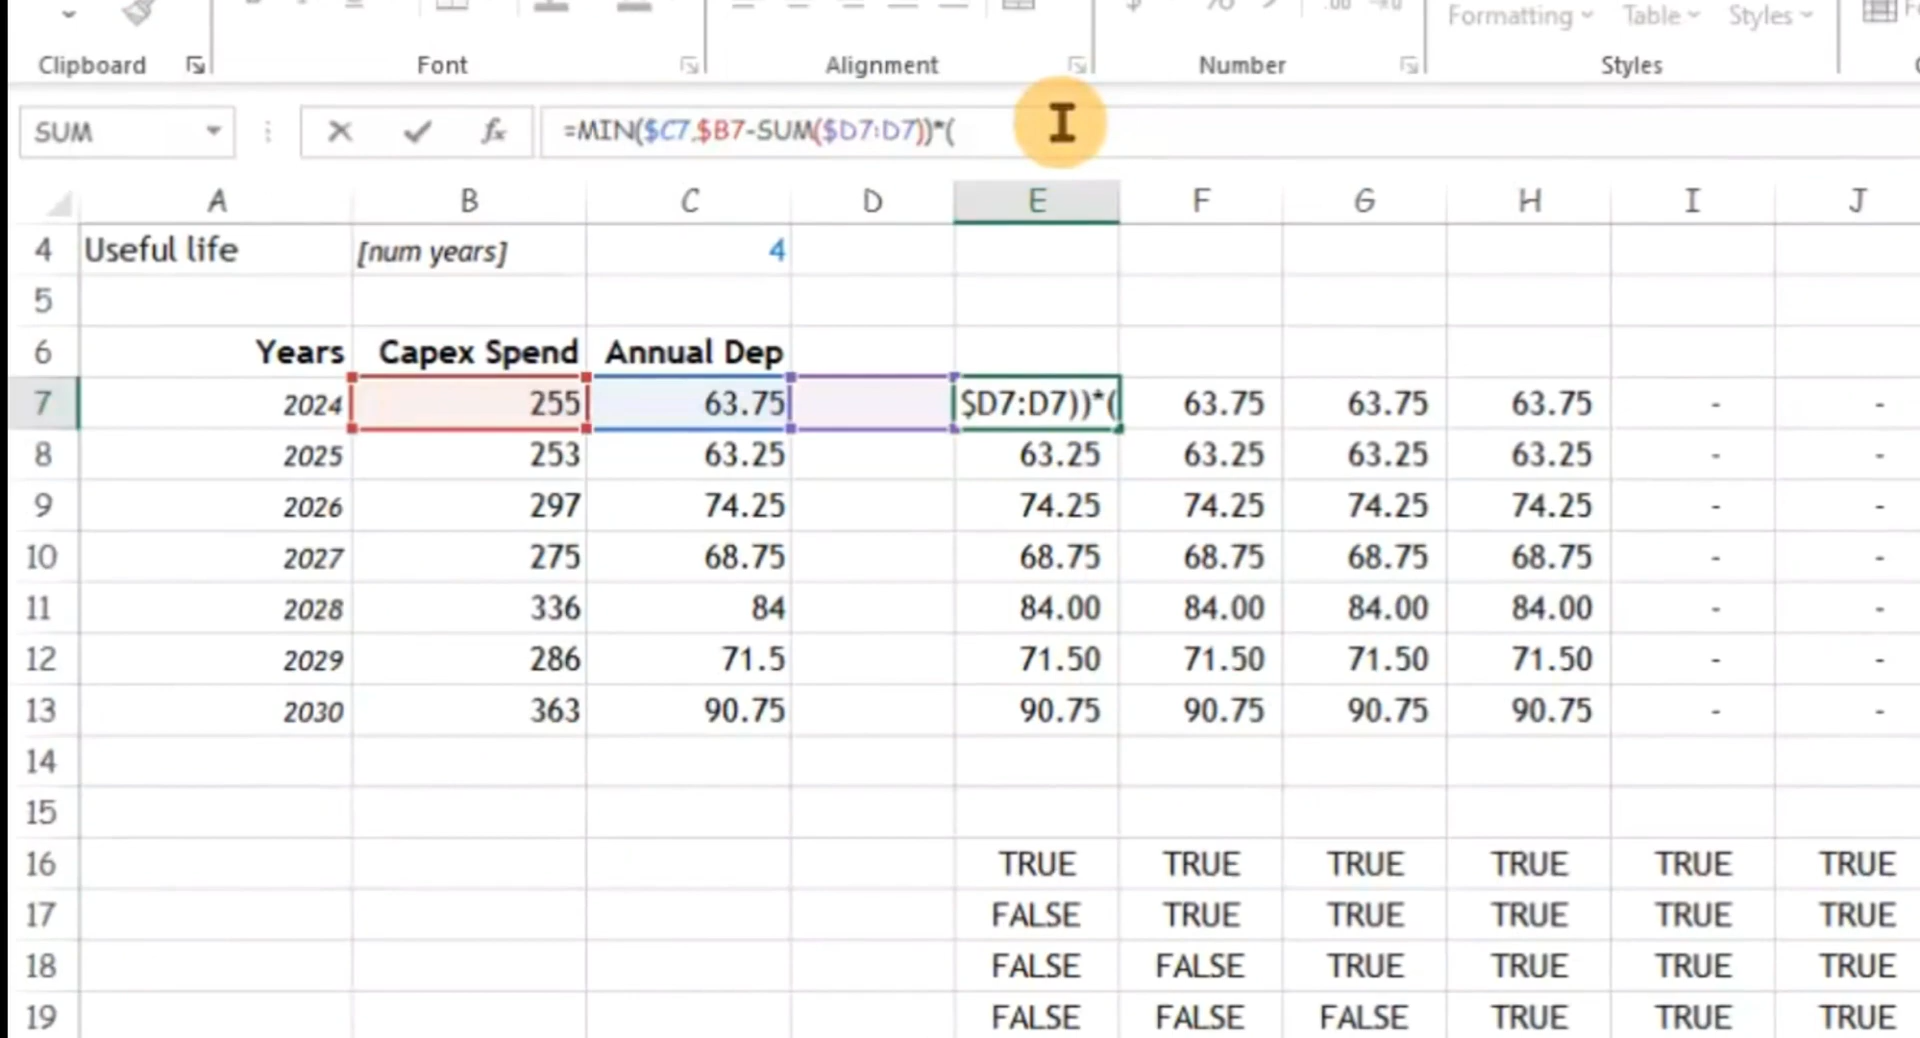 Formatting Table Styles
Clipboard Font Alignment Number Styles
SUM fx =MIN($C7,$B7-SUM($D7:D7))*(
A B C D E F G H I J
4 Useful life [num years] 4
5
6 Years Capex Spend Annual Dep
7 2024 255 63.75 $D7:D7))*( 63.75 63.75 63.75 - -
8 2025 253 63.25 63.25 63.25 63.25 63.25 - -
9 2026 297 74.25 74.25 74.25 74.25 74.25 - -
10 2027 275 68.75 68.75 68.75 68.75 68.75 - -
11 2028 336 84 84.00 84.00 84.00 84.00 - -
12 2029 286 71.5 71.50 71.50 71.50 71.50 - -
13 2030 363 90.75 90.75 90.75 90.75 90.75 - -
14
15
16 TRUE TRUE TRUE TRUE TRUE TRUE
17 FALSE TRUE TRUE TRUE TRUE TRUE
18 FALSE FALSE TRUE TRUE TRUE TRUE
19 FALSE FALSE FALSE TRUE TRUE TRUE